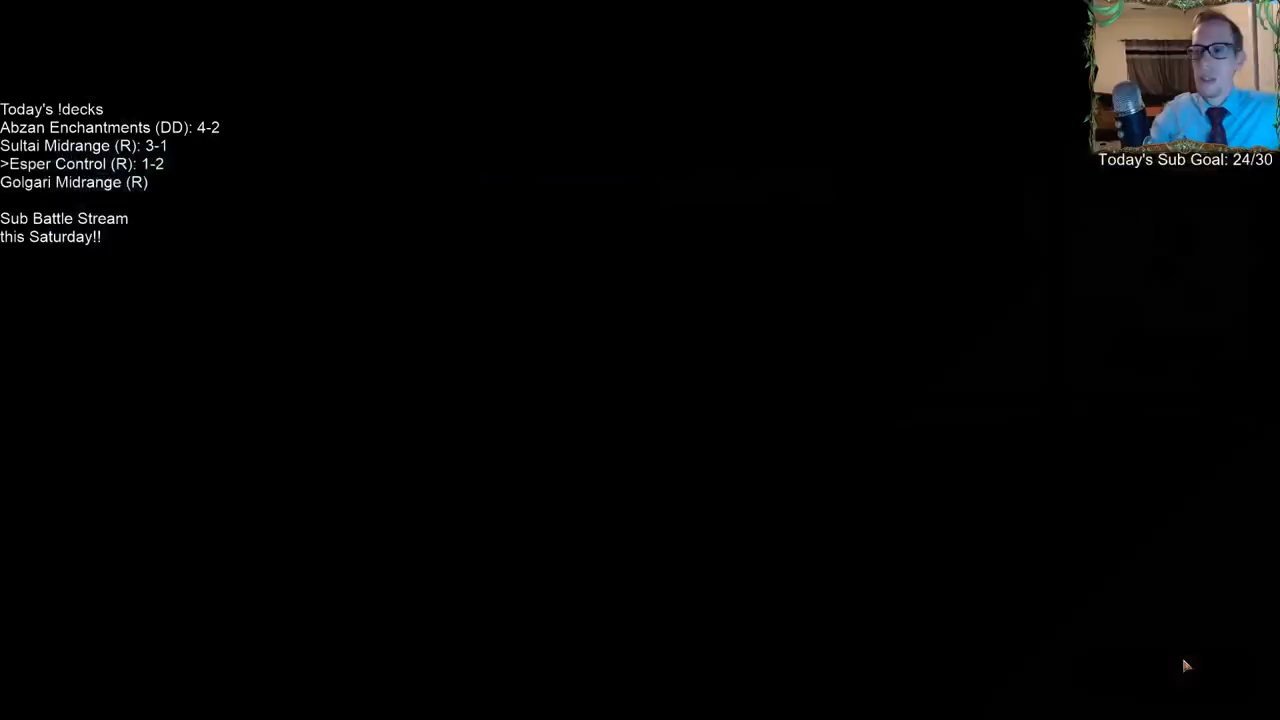 Today's !decks
Abzan Enchantments (DD): 4-2
Sultai Midrange (R): 3-1
>Esper Control (R): 1-2
Golgari Midrange (R)
Sub Battle Stream
this Saturday!!
Today's Sub Goal: 24/30